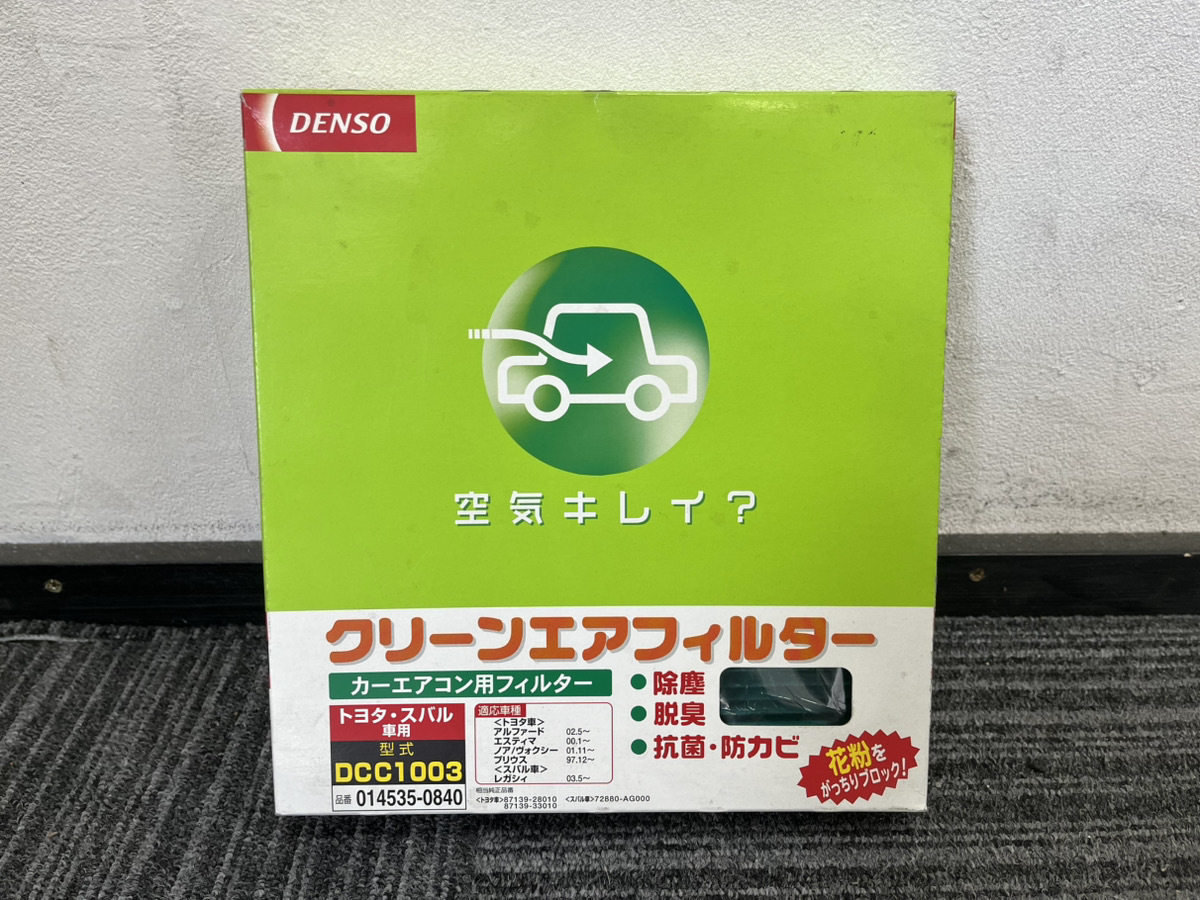 DENSO
空気キレイ？
クリーンエアフィルター
カーエアコン用フィルター
トヨタ・スバル
車用
型式
DCC1003
品番 014535-0840
適応車種
<トヨタ車>
アルファード 02.5～
エスティマ 00.1～
ノア/ヴォクシー 01.11～
プリウス 97.12～
<スバル車>
レガシィ 03.5～
相当純正品番
<トヨタ車>87139-28010 <スバル車>72880-AG000
87139-33010
● 除塵
● 脱臭
● 抗菌・防カビ
花粉を
がっちりブロック！